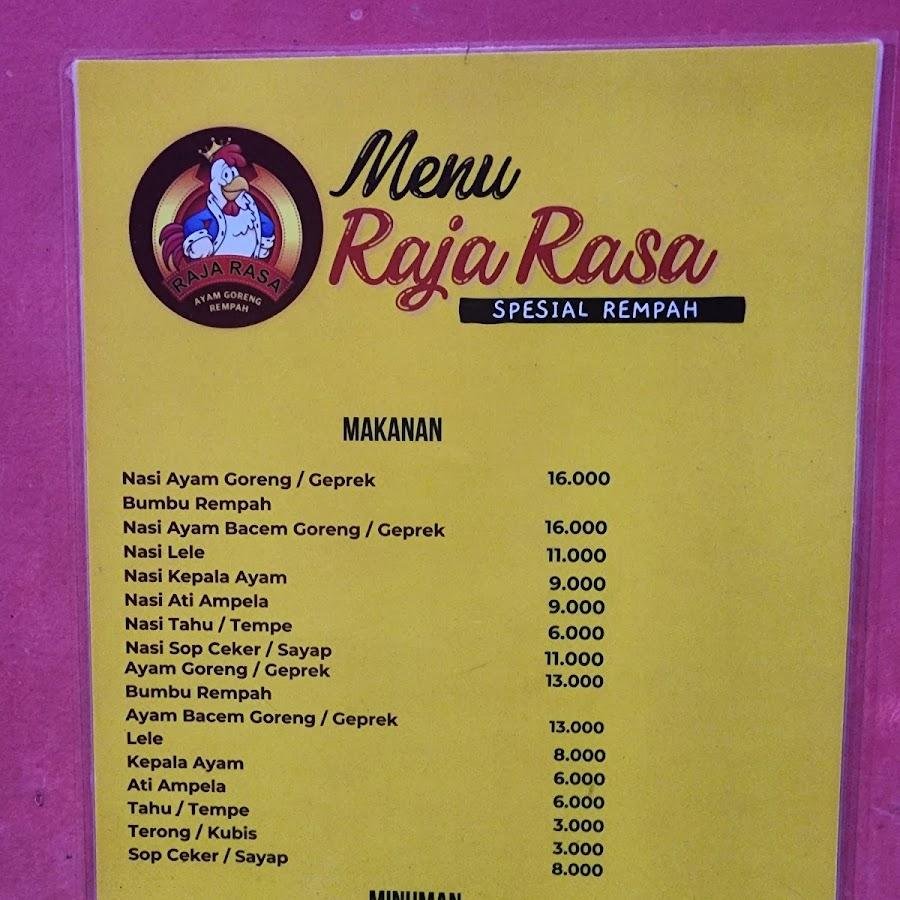 Menu
Raja Rasa
SPESIAL REMPAH
RAJA RASA
AYAM GORENG
REMPAH
MAKANAN
Nasi Ayam Goreng / Geprek 16.000
Bumbu Rempah
Nasi Ayam Bacem Goreng / Geprek 16.000
Nasi Lele 11.000
Nasi Kepala Ayam 9.000
Nasi Ati Ampela 9.000
Nasi Tahu / Tempe 6.000
Nasi Sop Ceker / Sayap 11.000
Ayam Goreng / Geprek 13.000
Bumbu Rempah
Ayam Bacem Goreng / Geprek 13.000
Lele 8.000
Kepala Ayam 6.000
Ati Ampela 6.000
Tahu / Tempe 3.000
Terong / Kubis 3.000
Sop Ceker / Sayap 8.000
MINUMAN